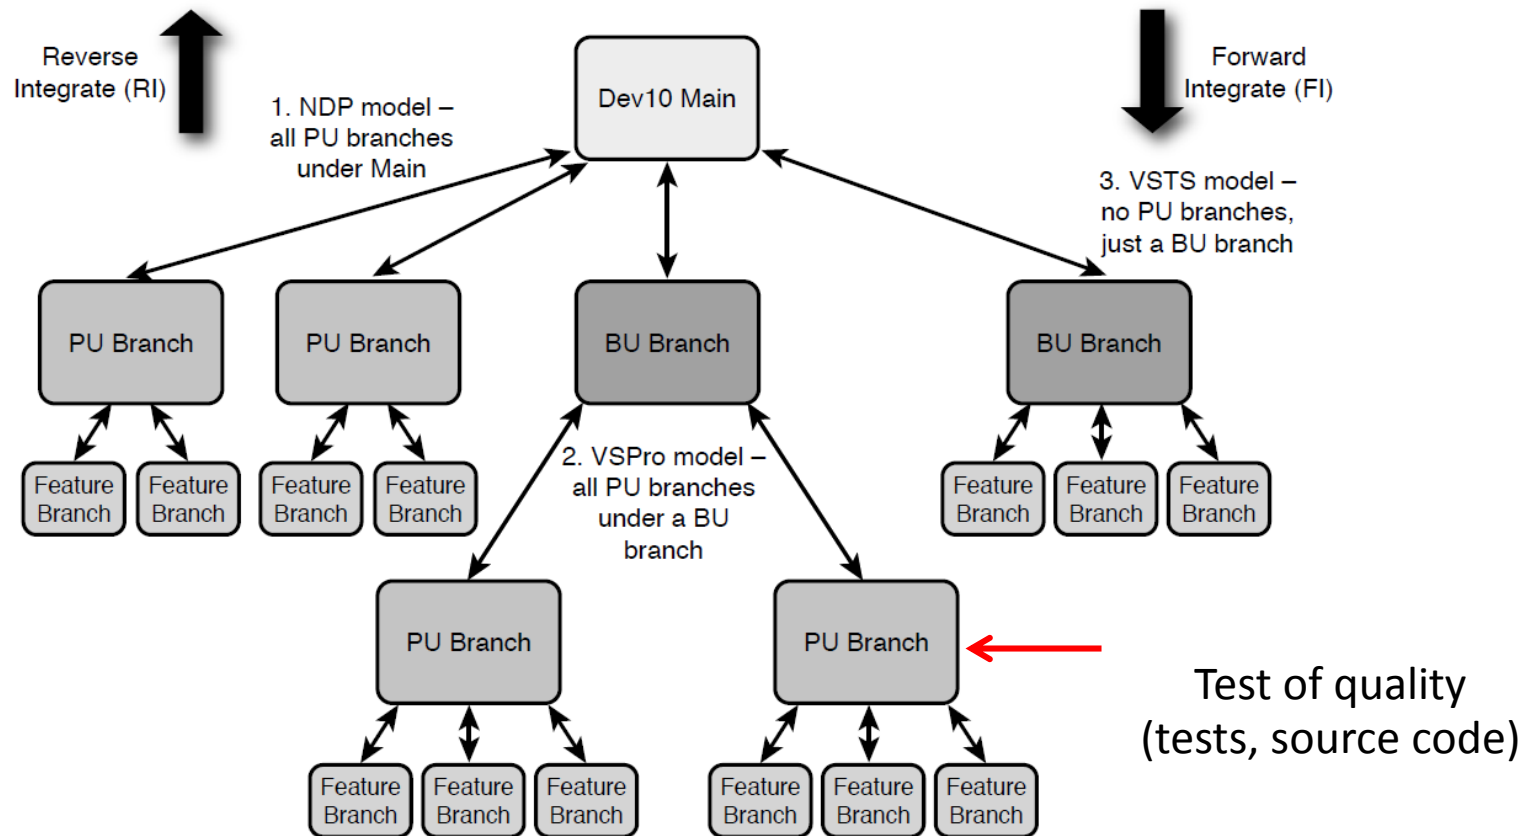 Reverse
Integrate (RI)
1. NDP model –
all PU branches
under Main
Dev10 Main
Forward
Integrate (FI)
3. VSTS model –
no PU branches,
just a BU branch
PU Branch
PU Branch
BU Branch
BU Branch
Feature
Branch
Feature
Branch
Feature
Branch
Feature
Branch
2. VSPro model –
all PU branches
under a BU
branch
Feature
Branch
Feature
Branch
Feature
Branch
PU Branch
PU Branch
Test of quality
(tests, source code)
Feature
Branch
Feature
Branch
Feature
Branch
Feature
Branch
Feature
Branch
Feature
Branch